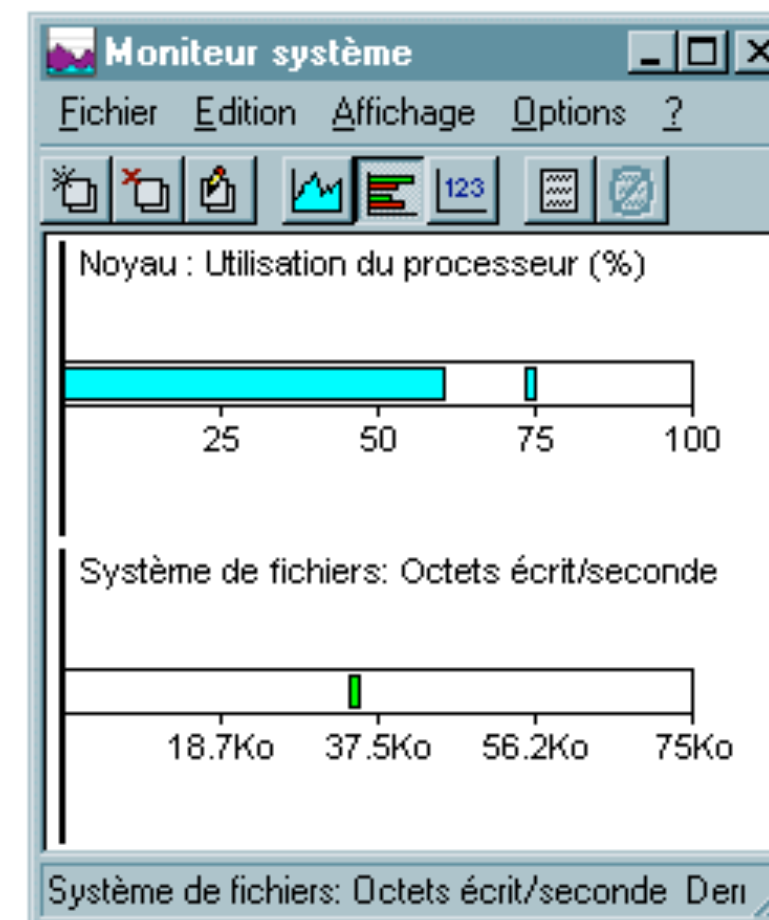 Moniteur système
Fichier Edition Affichage Options ?
123
Noyau : Utilisation du processeur (%)
25 50 75 100
Système de fichiers: Octets écrit/seconde
18.7Ko 37.5Ko 56.2Ko 75Ko
Système de fichiers: Octets écrit/seconde